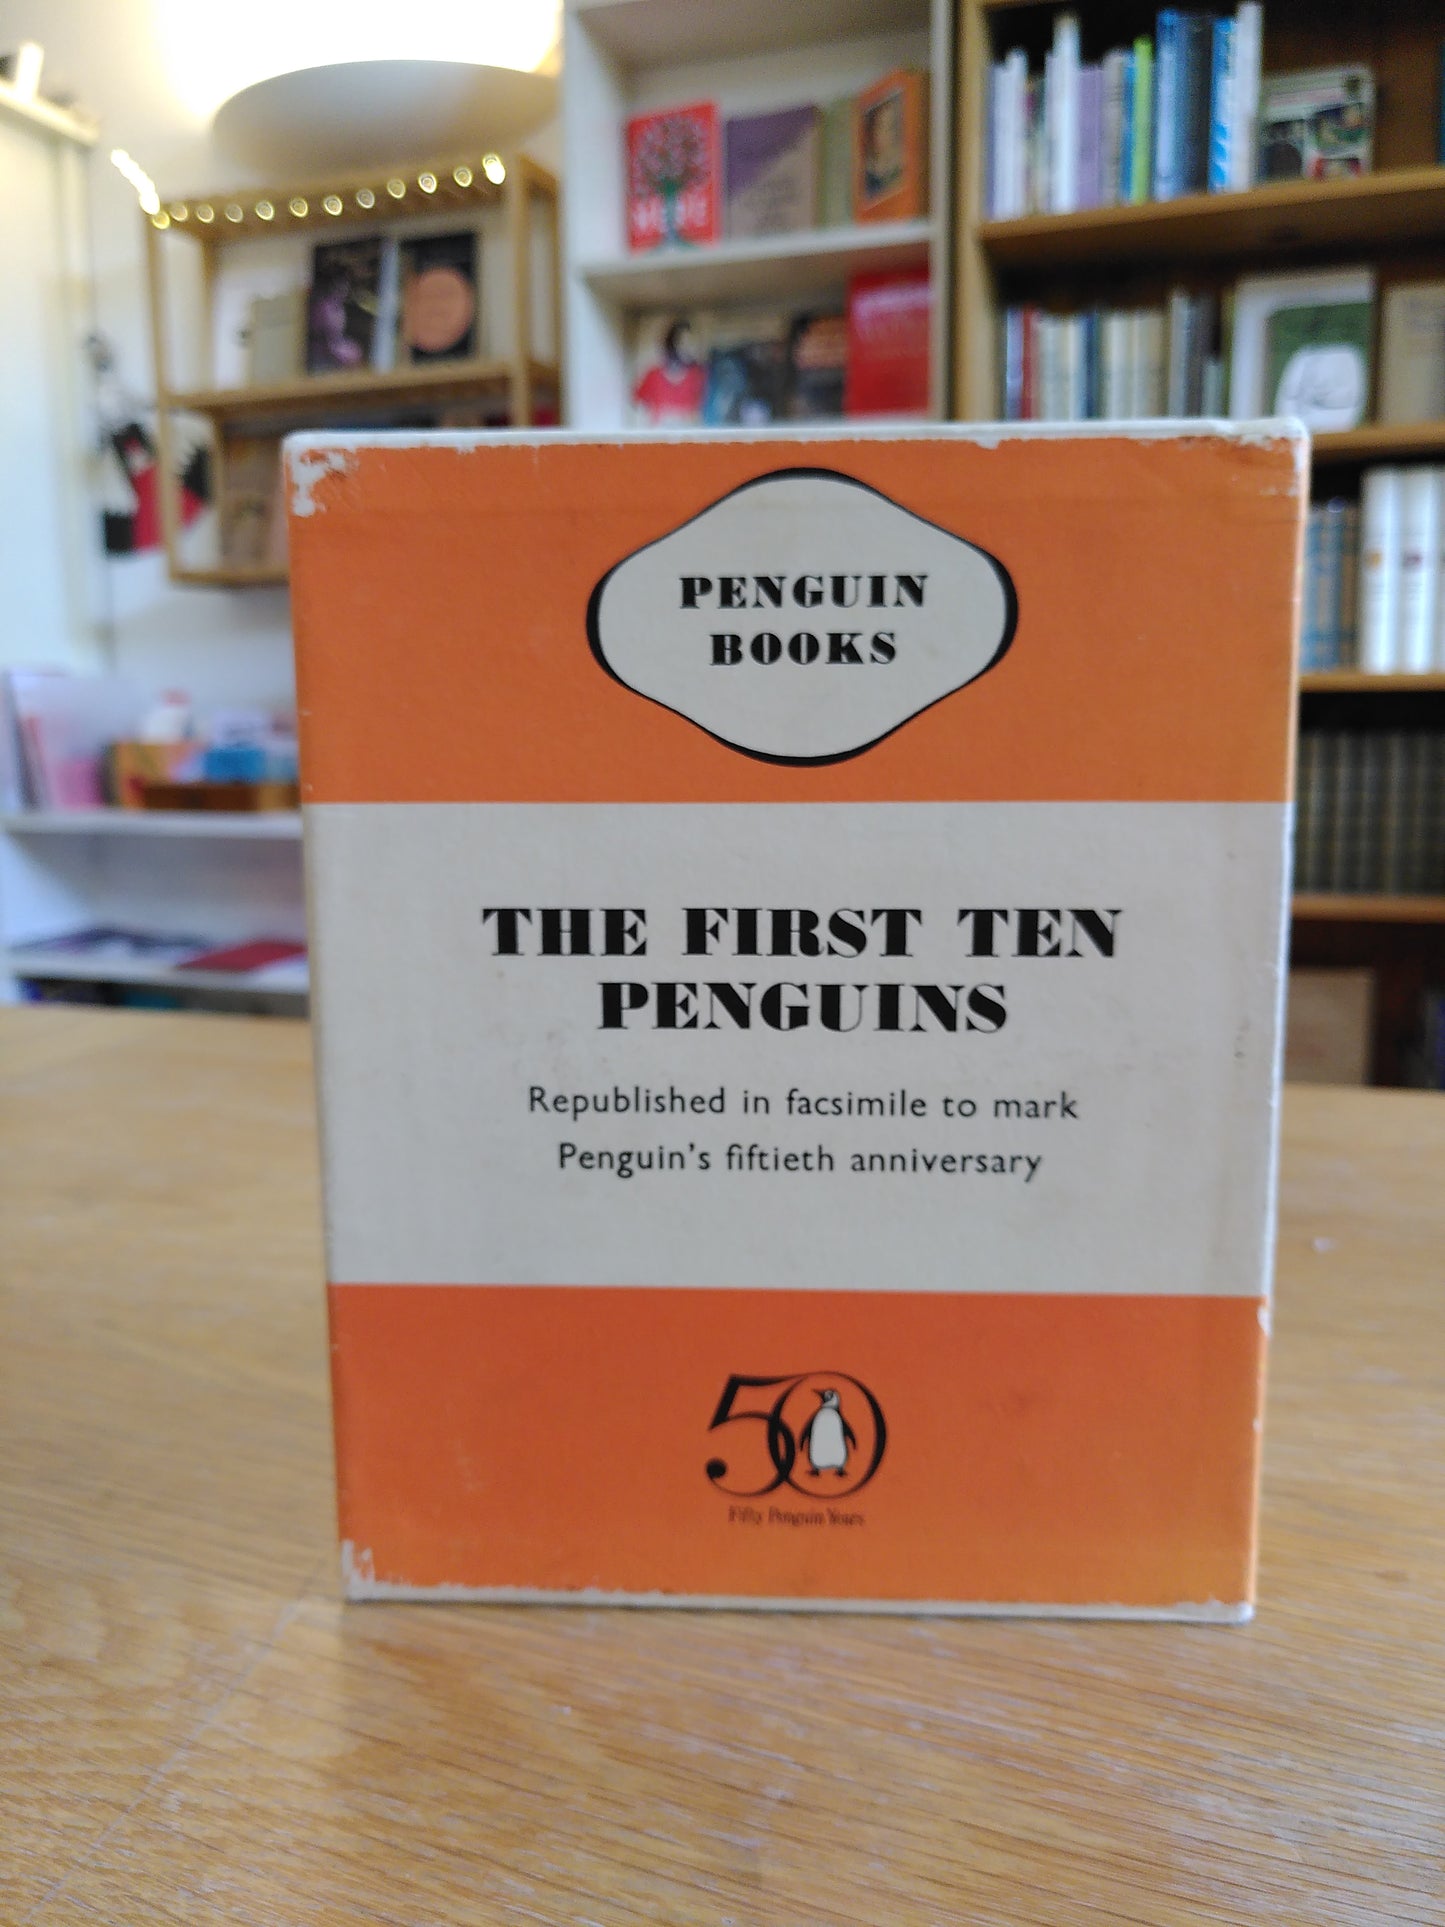 PENGUIN
BOOKS
THE FIRST TEN
PENGUINS
Republished in facsimile to mark
Penguin's fiftieth anniversary
50
Fifty Penguin Years